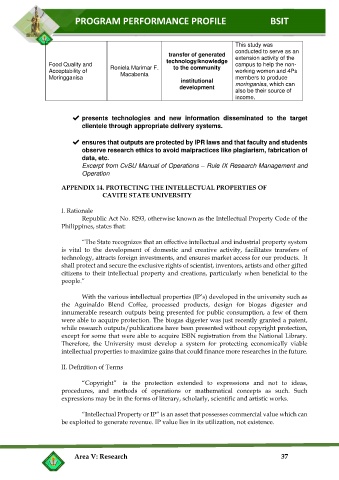 PROGRAM PERFORMANCE PROFILE BSIT
Food Quality and
Acceptability of
Moringganisa
Roniela Marimar F.
Macabenta
transfer of generated
technology/knowledge
to the community
institutional
development
This study was
conducted to serve as an
extension activity of the
campus to help the non-
working women and 4Ps
members to produce
moringanisa, which can
also be their source of
income.
✔ presents technologies and new information disseminated to the target
clientele through appropriate delivery systems.
✔ ensures that outputs are protected by IPR laws and that faculty and students
observe research ethics to avoid malpractices like plagiarism, fabrication of
data, etc.
Excerpt from CvSU Manual of Operations – Rule IX Research Management and
Operation
APPENDIX 14. PROTECTING THE INTELLECTUAL PROPERTIES OF
CAVITE STATE UNIVERSITY
I. Rationale
Republic Act No. 8293, otherwise known as the Intellectual Property Code of the
Philippines, states that:
"The State recognizes that an effective intellectual and industrial property system
is vital to the development of domestic and creative activity, facilitates transfers of
technology, attracts foreign investments, and ensures market access for our products. It
shall protect and secure the exclusive rights of scientist, inventors, artists and other gifted
citizens to their intellectual property and creations, particularly when beneficial to the
people."
With the various intellectual properties (IP's) developed in the university such as
the Aguinaldo Blend Coffee, processed products, design for biogas digester and
innumerable research outputs being presented for public consumption, a few of them
were able to acquire protection. The biogas digester was just recently granted a patent,
while research outputs/publications have been presented without copyright protection,
except for some that were able to acquire ISBN registration from the National Library.
Therefore, the University must develop a system for protecting economically viable
intellectual properties to maximize gains that could finance more researches in the future.
II. Definition of Terms
"Copyright" is the protection extended to expressions and not to ideas,
procedures, and methods of operations or mathematical concepts as such. Such
expressions may be in the forms of literary, scholarly, scientific and artistic works.
"Intellectual Property or IP" is an asset that possesses commercial value which can
be exploited to generate revenue. IP value lies in its utilization, not existence.
Area V: Research 37